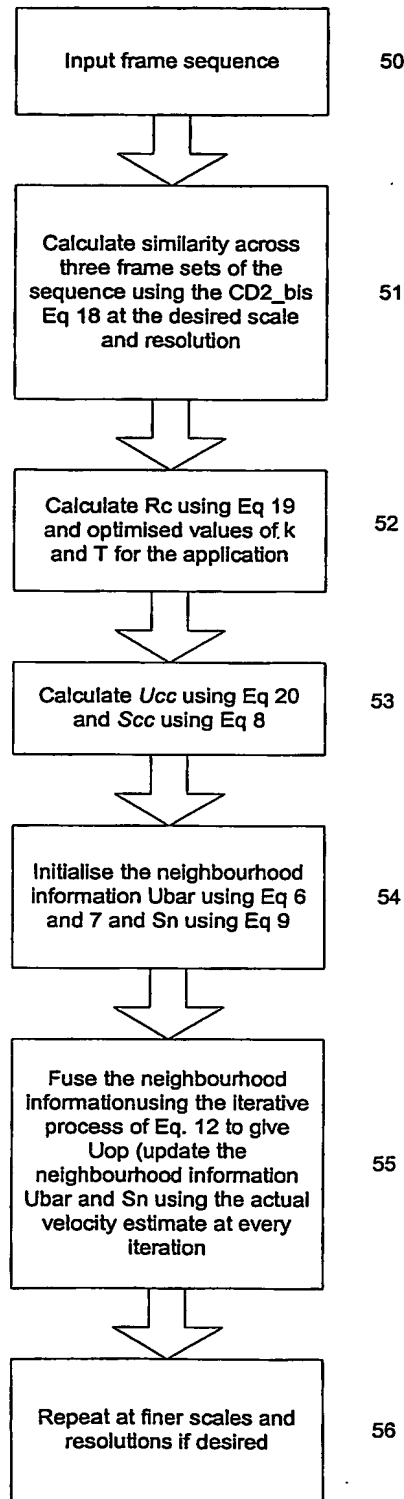 Input frame sequence
50
Calculate similarity across
three frame sets of the
sequence using the CD2_bis
Eq 18 at the desired scale
and resolution
51
Calculate Rc using Eq 19
and optimised values of k
and T for the application
52
Calculate Ucc using Eq 20
and Scc using Eq 8
53
Initialise the neighbourhood
information Ubar using Eq 6
and 7 and Sn using Eq 9
54
Fuse the neighbourhood
informationusing the iterative
process of Eq. 12 to give
Uop (update the
neighbourhood information
Ubar and Sn using the actual
velocity estimate at every
iteration
55
Repeat at finer scales and
resolutions if desired
56